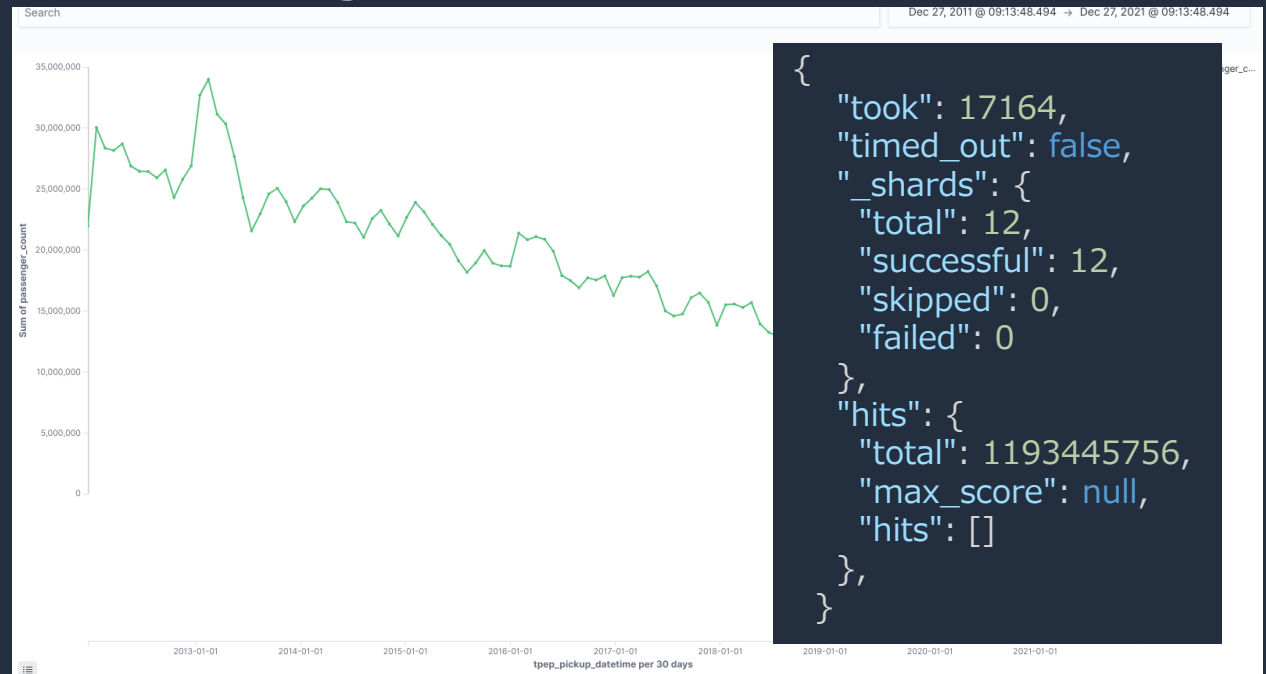 Search
Dec 27, 2011 @ 09:13:48.494 → Dec 27, 2021 @ 09:13:48.494
nger_c...
35,000,000
30,000,000
25,000,000
20,000,000
15,000,000
10,000,000
5,000,000
0
Sum of passenger_count
{
"took": 17164,
"timed_out": false,
"_shards": {
"total": 12,
"successful": 12,
"skipped": 0,
"failed": 0
},
"hits": {
"total": 1193445756,
"max_score": null,
"hits": []
},
}
2013-01-01 2014-01-01 2015-01-01 2016-01-01 2017-01-01 2018-01-01 2019-01-01 2020-01-01 2021-01-01
tpep_pickup_datetime per 30 days